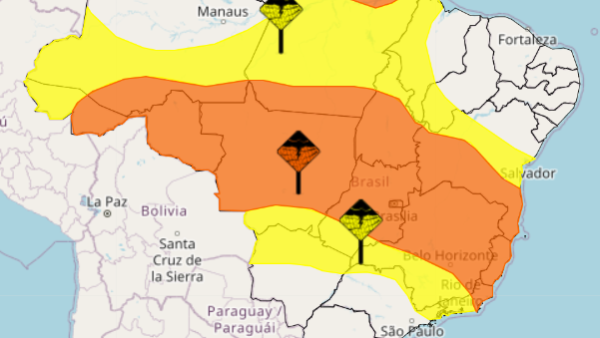 Manaus
Fortaleza
ú
Salvador
Brasil
La Paz
Bolivia
Brasília
Santa
Cruz de
la Sierra
Belo Horizonte
Rio de
Janeiro
Paraguay /
Paraguái
São Paulo